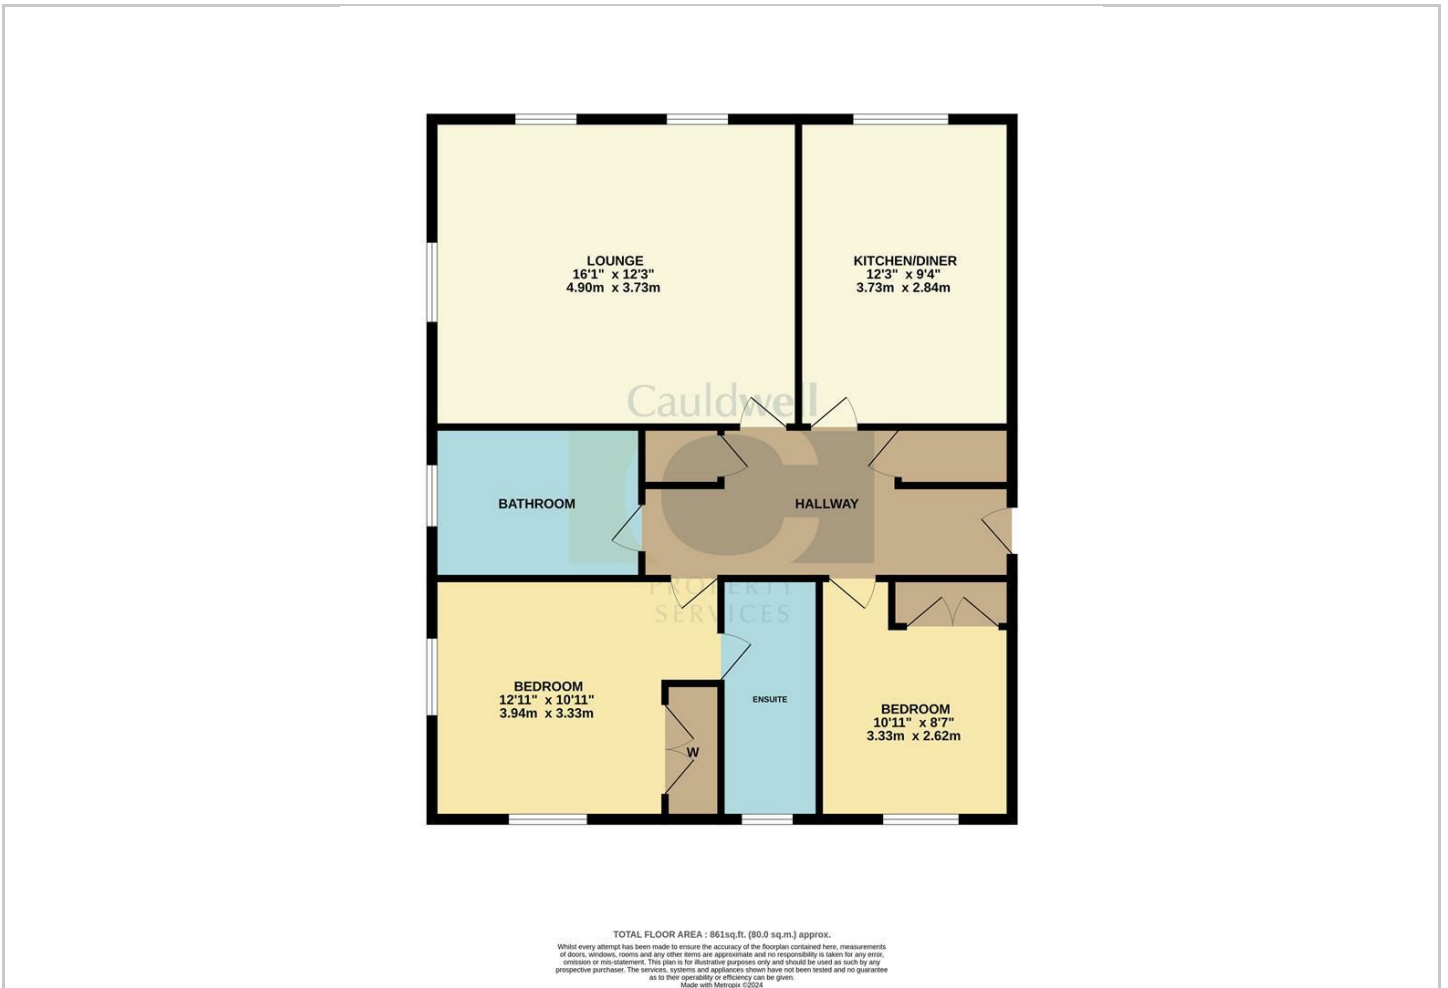 LOUNGE
16'1" x 12'3"
4.90m x 3.73m
KITCHEN/DINER
12'3" x 9'4"
3.73m x 2.84m
Cauldwell
BATHROOM
HALLWAY
PROPERTY
SERVICES
BEDROOM
12'11" x 10'11"
3.94m x 3.33m
W
ENSUITE
BEDROOM
10'11" x 8'7"
3.33m x 2.62m
TOTAL FLOOR AREA : 861sq.ft. (80.0 sq.m.) approx.
Whilst every attempt has been made to ensure the accuracy of the floorplan contained here, measurements
of doors, windows, rooms and any other items are approximate and no responsibility is taken for any error,
omission or mis-statement. This plan is for illustrative purposes only and should be used as such by any
prospective purchaser. The services, systems and appliances shown have not been tested and no guarantee
as to their operability or efficiency can be given.
Made with Metropix ©2024